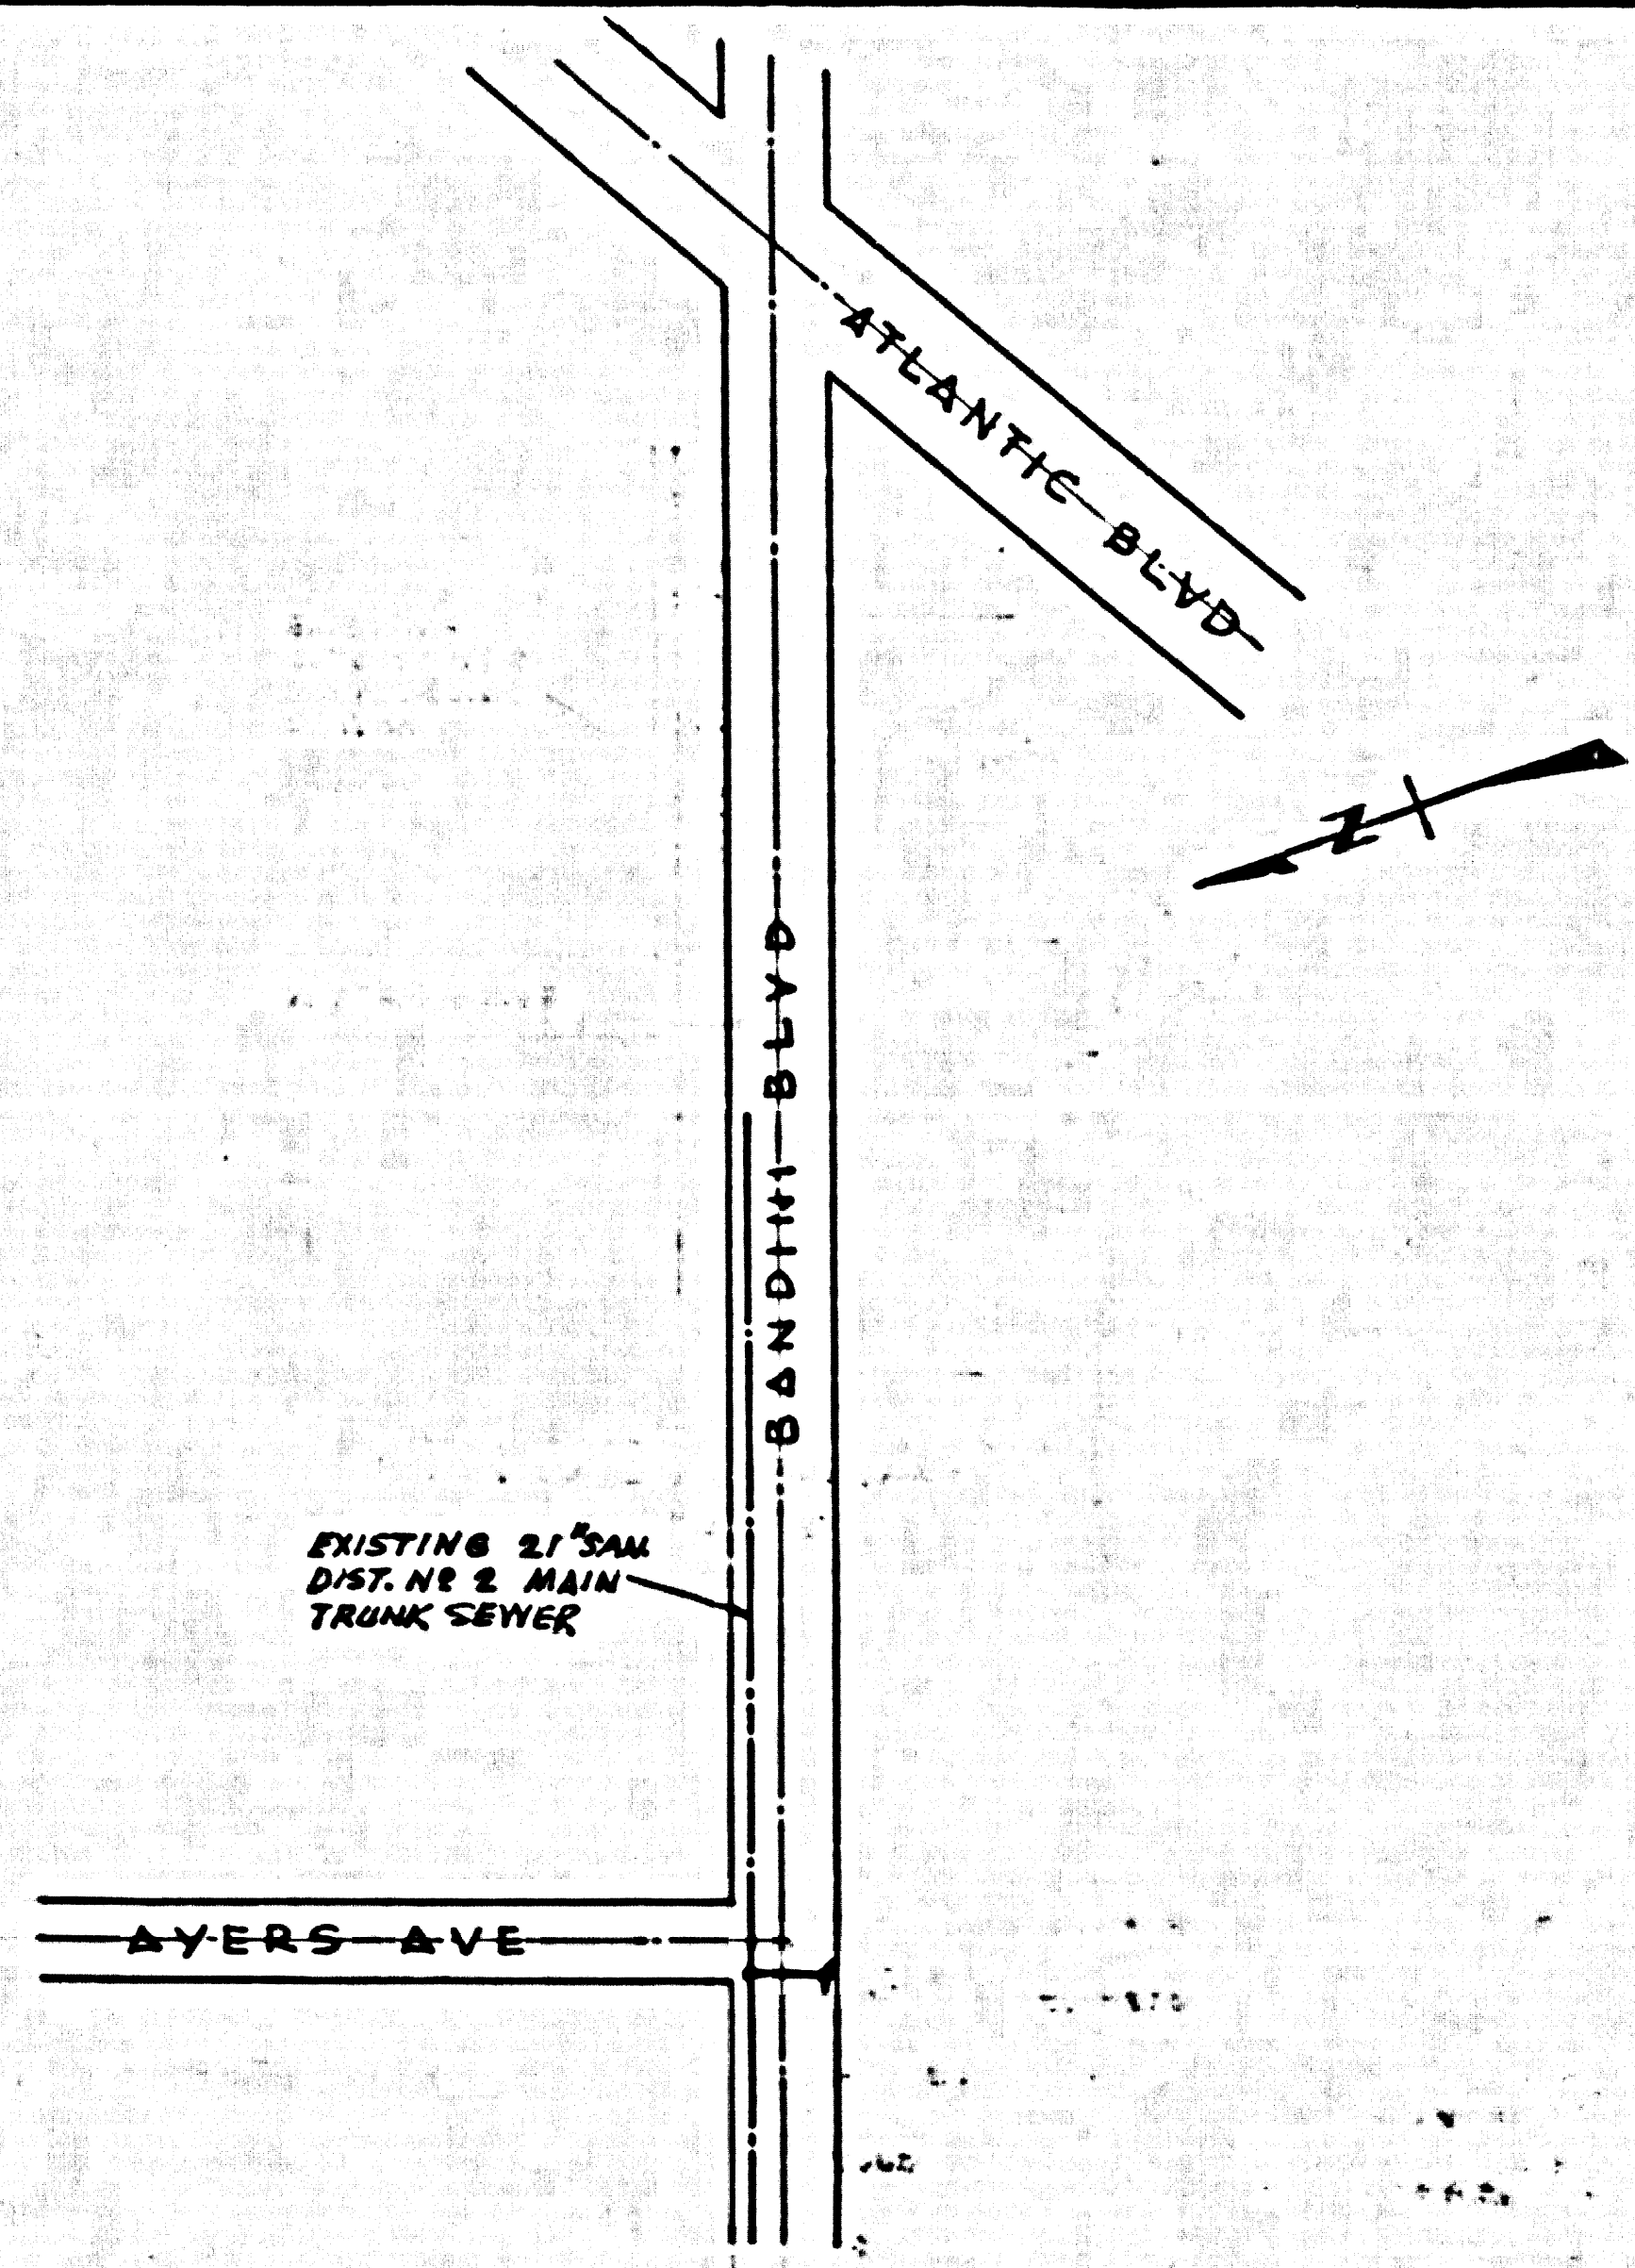 ATLANTIC BLVD
N
BANDINI BLVD
EXISTING 21" SAN.
DIST. Nº 2 MAIN
TRUNK SEWER
AYERS AVE